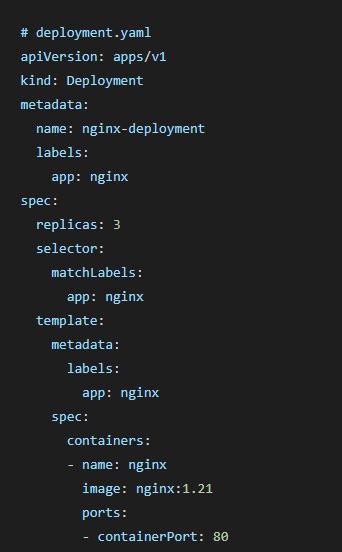 # deployment.yaml
apiVersion: apps/v1
kind: Deployment
metadata:
  name: nginx-deployment
  labels:
    app: nginx
spec:
  replicas: 3
  selector:
    matchLabels:
      app: nginx
  template:
    metadata:
      labels:
        app: nginx
    spec:
      containers:
      - name: nginx
        image: nginx:1.21
        ports:
        - containerPort: 80